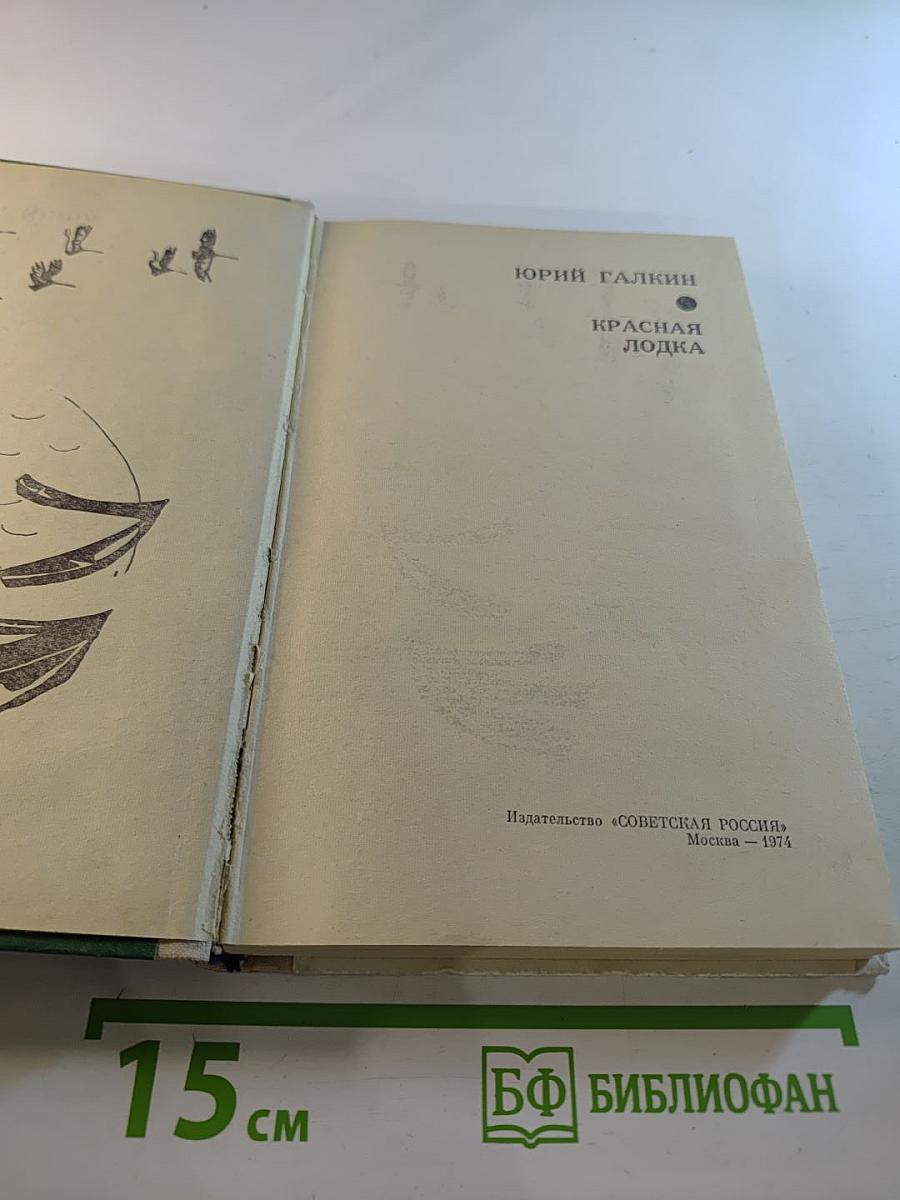 ЮРИЙ ГАЛКИН
КРАСНАЯ
ЛОДКА
Издательство «СОВЕТСКАЯ РОССИЯ»
Москва — 1974
15 см
БФ БИБЛИОФАН